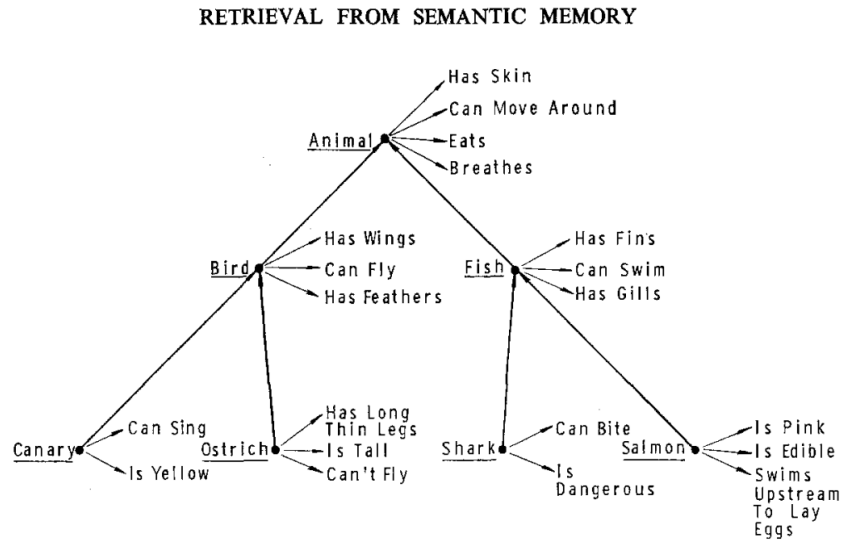 RETRIEVAL FROM SEMANTIC MEMORY
Has Skin
Can Move Around
Animal
Eats
Breathes
Has Wings
Bird
Can Fly
Has Feathers
Has Fins
Fish
Can Swim
Has Gills
Canary
Can Sing
Is Yellow
Ostrich
Has Long
Thin Legs
Is Tall
Can't Fly
Shark
Can Bite
Is
Dangerous
Salmon
Is Pink
Is Edible
Swims
Upstream
To Lay
Eggs